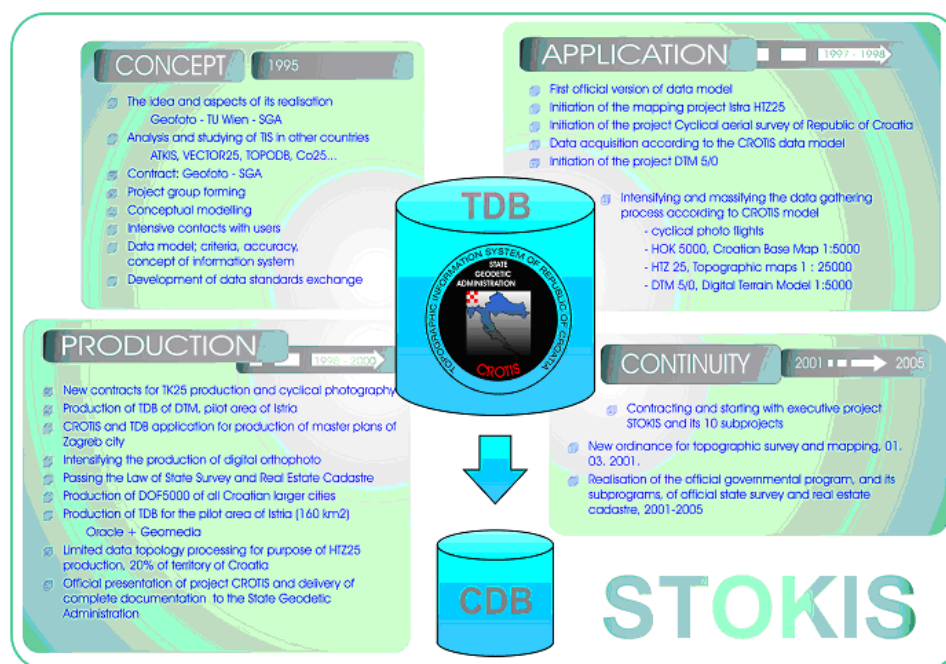 CONCEPT 1995
The idea and aspects of its realisation
Geofoto - TU Wien - SGA
Analysis and studying of TIS in other countries
ATKIS, VECTOR25, TOPODB, Co25...
Contract: Geofoto - SGA
Project group forming
Conceptual modelling
Intensive contacts with users
Data model; criteria, accuracy,
concept of information system
Development of data standards exchange
APPLICATION 1997 - 1998
First official version of data model
Initiation of the mapping project Istra HTZ25
Initiation of the project Cyclical aerial survey of Republic of Croatia
Data acquisition according to the CROTIS data model
Initiation of the project DTM 5/0
Intensifying and massifying the data gathering
process according to CROTIS model
- cyclical photo flights
- HOK 5000, Croatian Base Map 1:5000
- HTZ 25, Topographic maps 1 : 25000
- DTM 5/0, Digital Terrain Model 1:5000
TDB
TOPOGRAPHIC INFORMATION SYSTEM OF REPUBLIC OF CROATIA
STATE
GEODETIC
ADMINISTRATION
CROTIS
PRODUCTION 1998 - 2000
New contracts for TK25 production and cyclical photography
Production of TDB of DTM, pilot area of Istria
CROTIS and TDB application for production of master plans of
Zagreb city
Intensifying the production of digital orthophoto
Passing the Law of State Survey and Real Estate Cadastre
Production of DOF5000 of all Croatian larger cities
Production of TDB for the pilot area of Istria (160 km2)
Oracle + Geomedia
Limited data topology processing for purpose of HTZ25
production, 20% of territory of Croatia
Official presentation of project CROTIS and delivery of
complete documentation to the State Geodetic
Administration
CONTINUITY 2001 2005
Contracting and starting with executive project
STOKIS and its 10 subprojects
New ordinance for topographic survey and mapping, 01.
03. 2001.
Realisation of the official governmental program, and its
subprograms, of official state survey and real estate
cadastre, 2001-2005
CDB
STOKIS